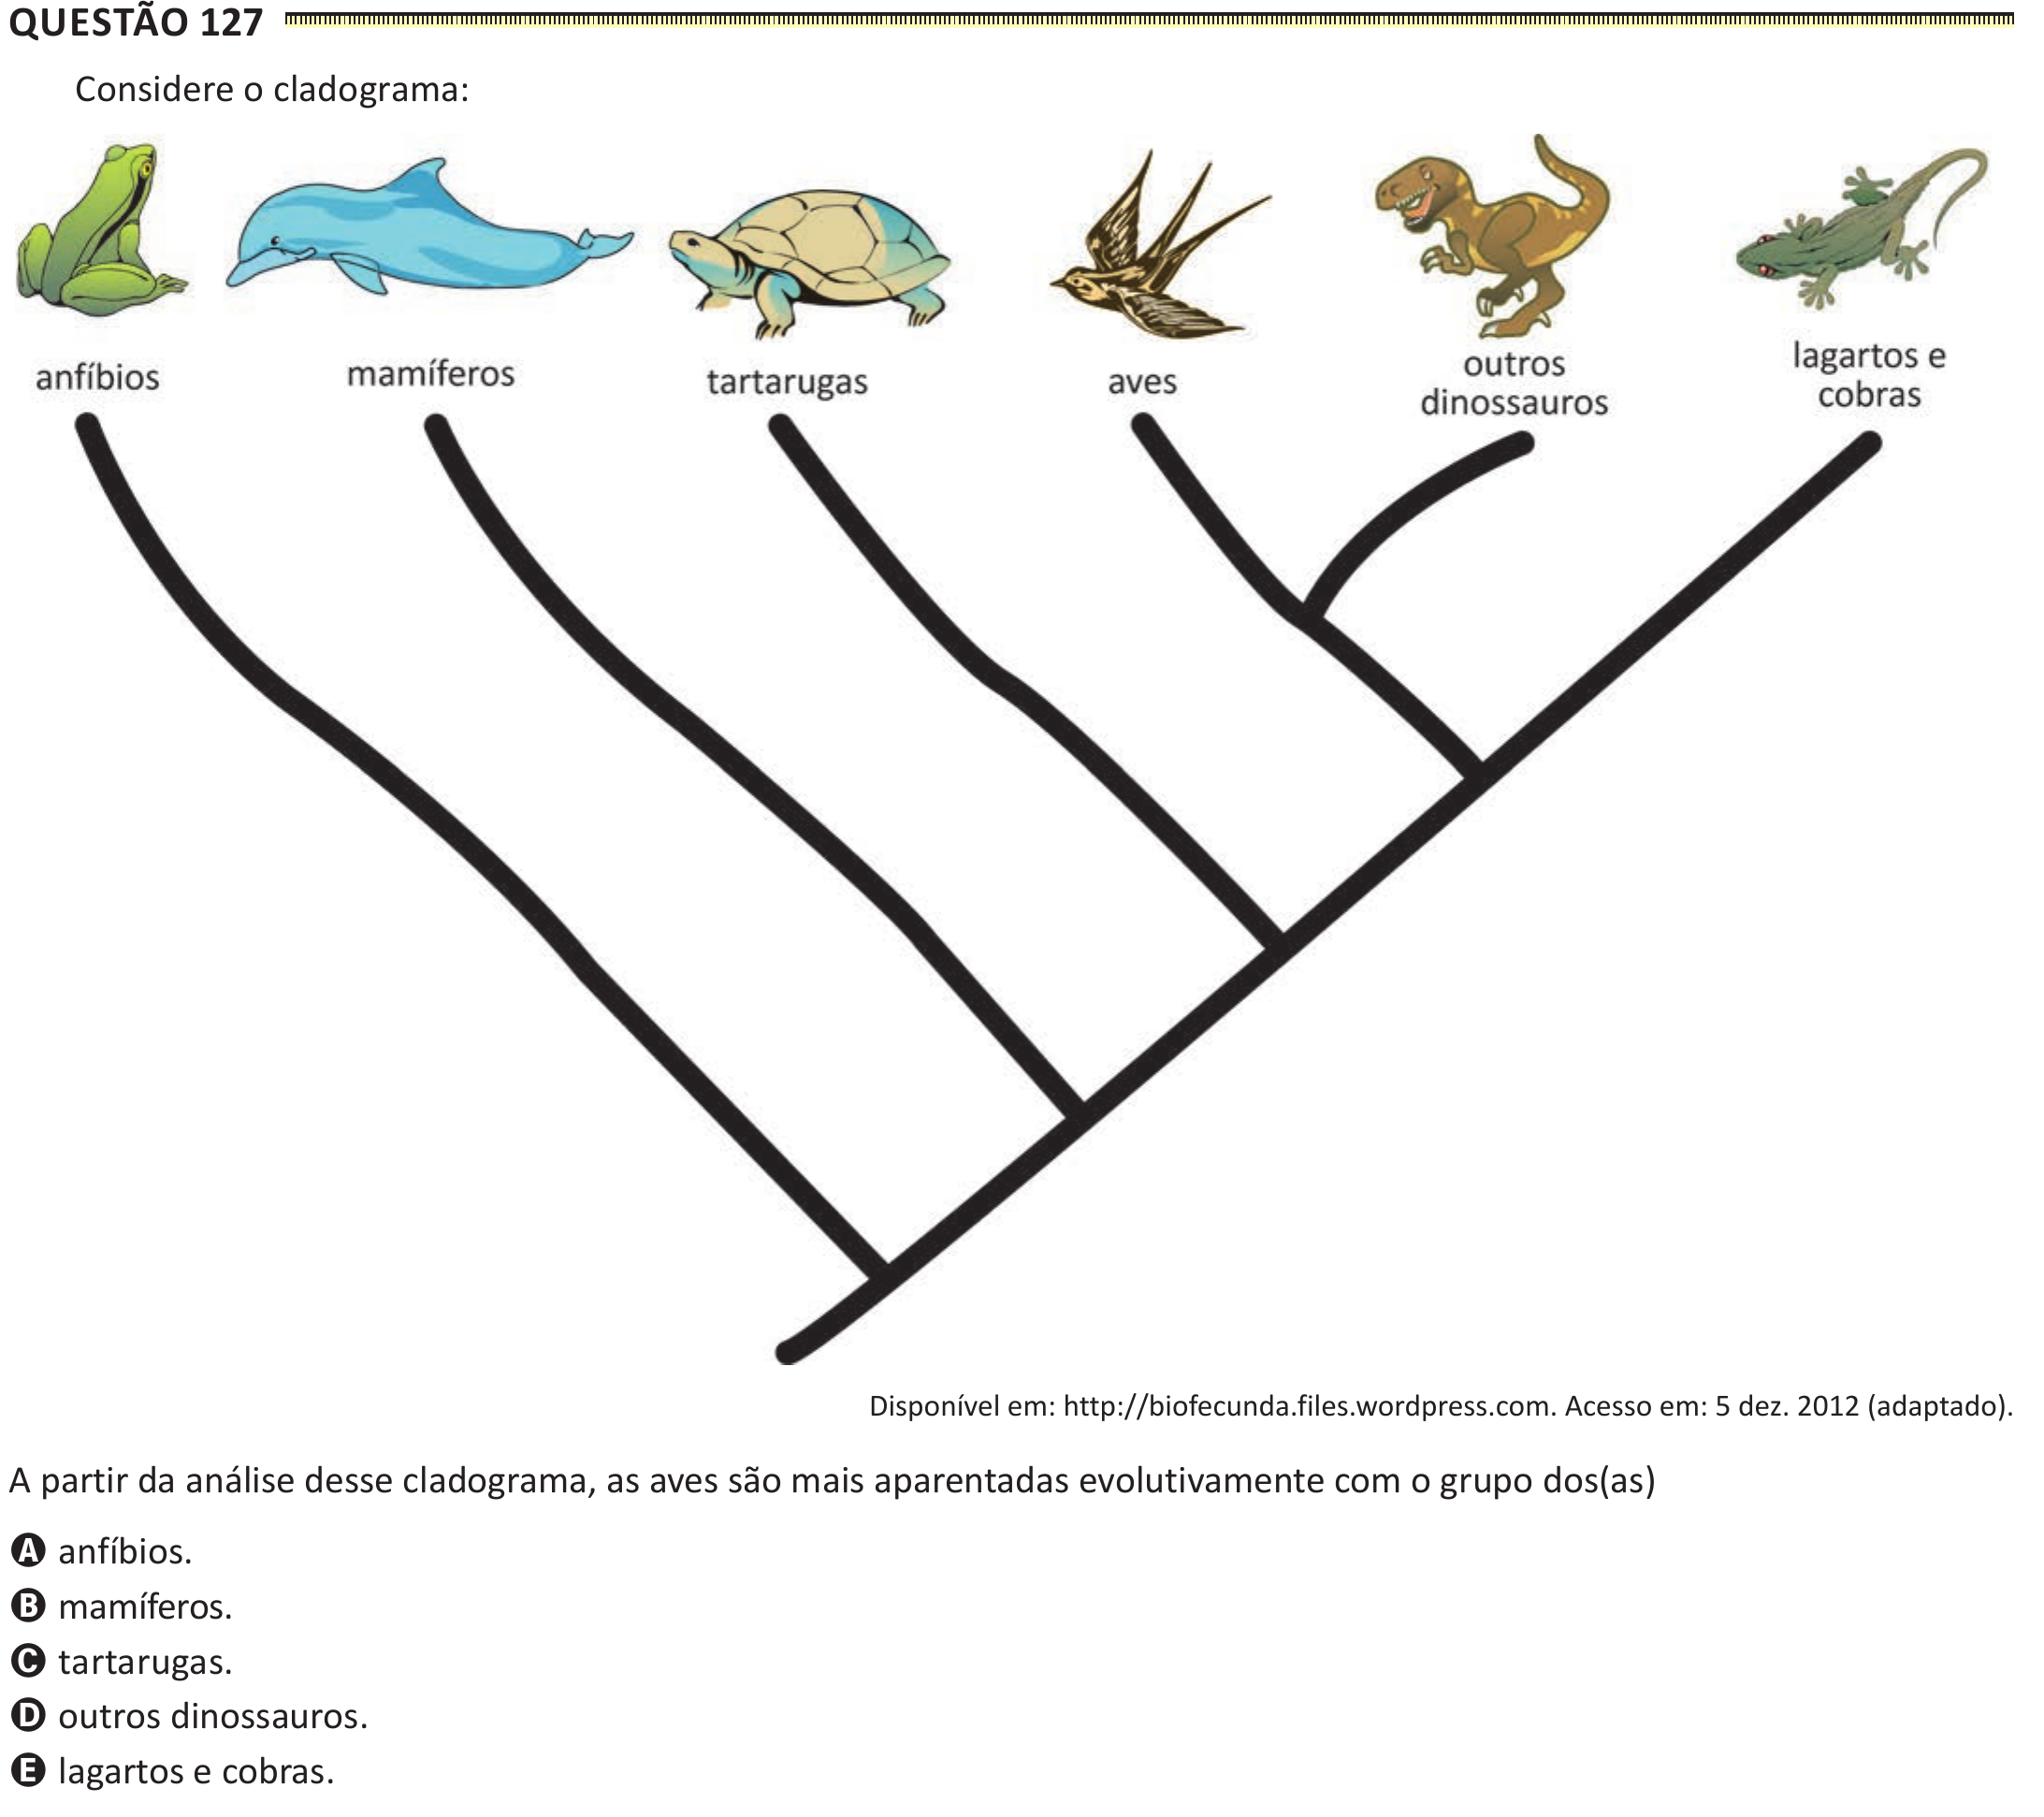 QUESTÃO 127
Considere o cladograma:
anfíbios
mamíferos
tartarugas
aves
outros
dinossauros
lagartos e
cobras
Disponível em: http://biofecunda.files.wordpress.com. Acesso em: 5 dez. 2012 (adaptado).
A partir da análise desse cladograma, as aves são mais aparentadas evolutivamente com o grupo dos(as)
A anfíbios.
B mamíferos.
C tartarugas.
D outros dinossauros.
E lagartos e cobras.